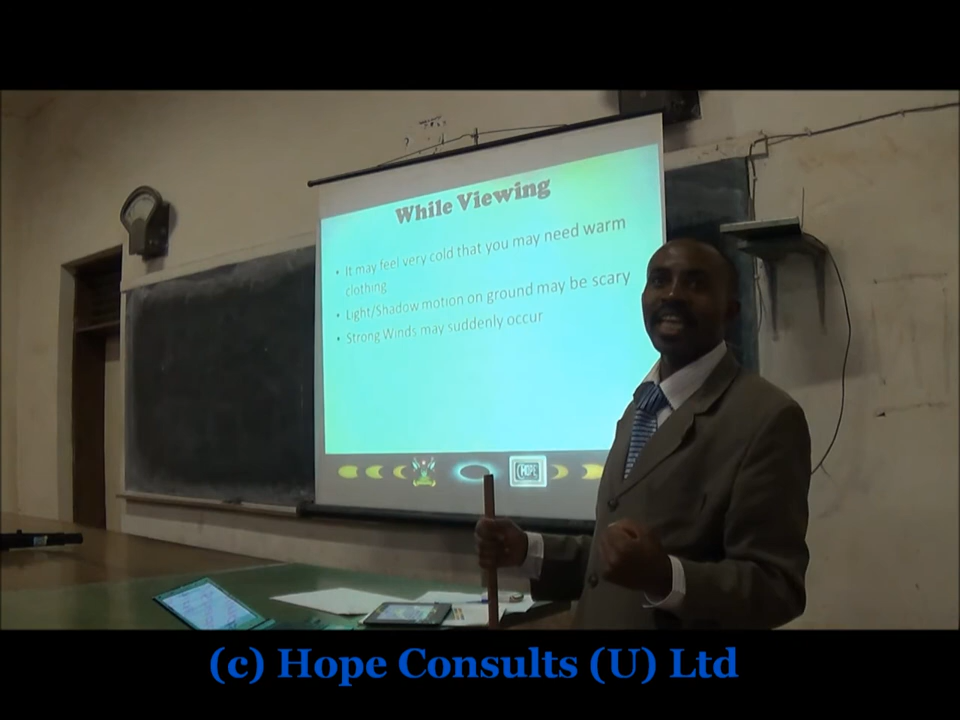 While Viewing
• It may feel very cold that you may need warm
clothing
• Light/Shadow motion on ground may be scary
• Strong Winds may suddenly occur
HOPE
(c) Hope Consults (U) Ltd